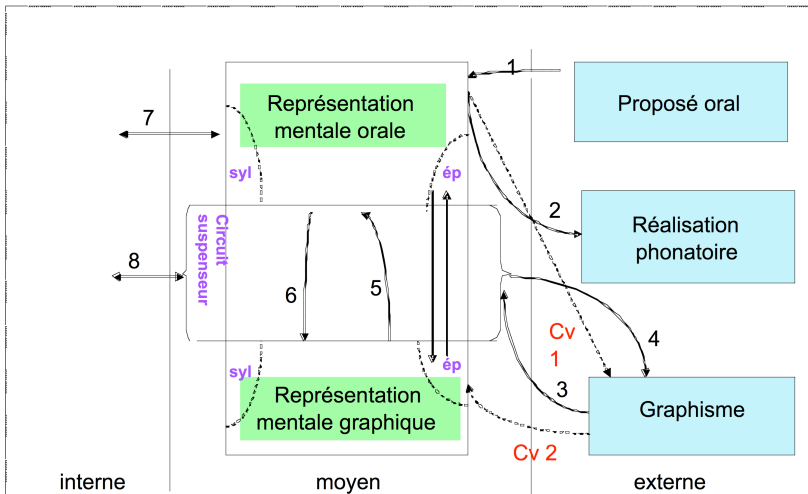 1
Représentation
mentale orale
Proposé oral
7
syl
ép
2
Réalisation
phonatoire
Circuit
suspenseur
8
6
5
Cv
1
4
syl
ép
3
Représentation
mentale graphique
Graphisme
Cv 2
interne
moyen
externe